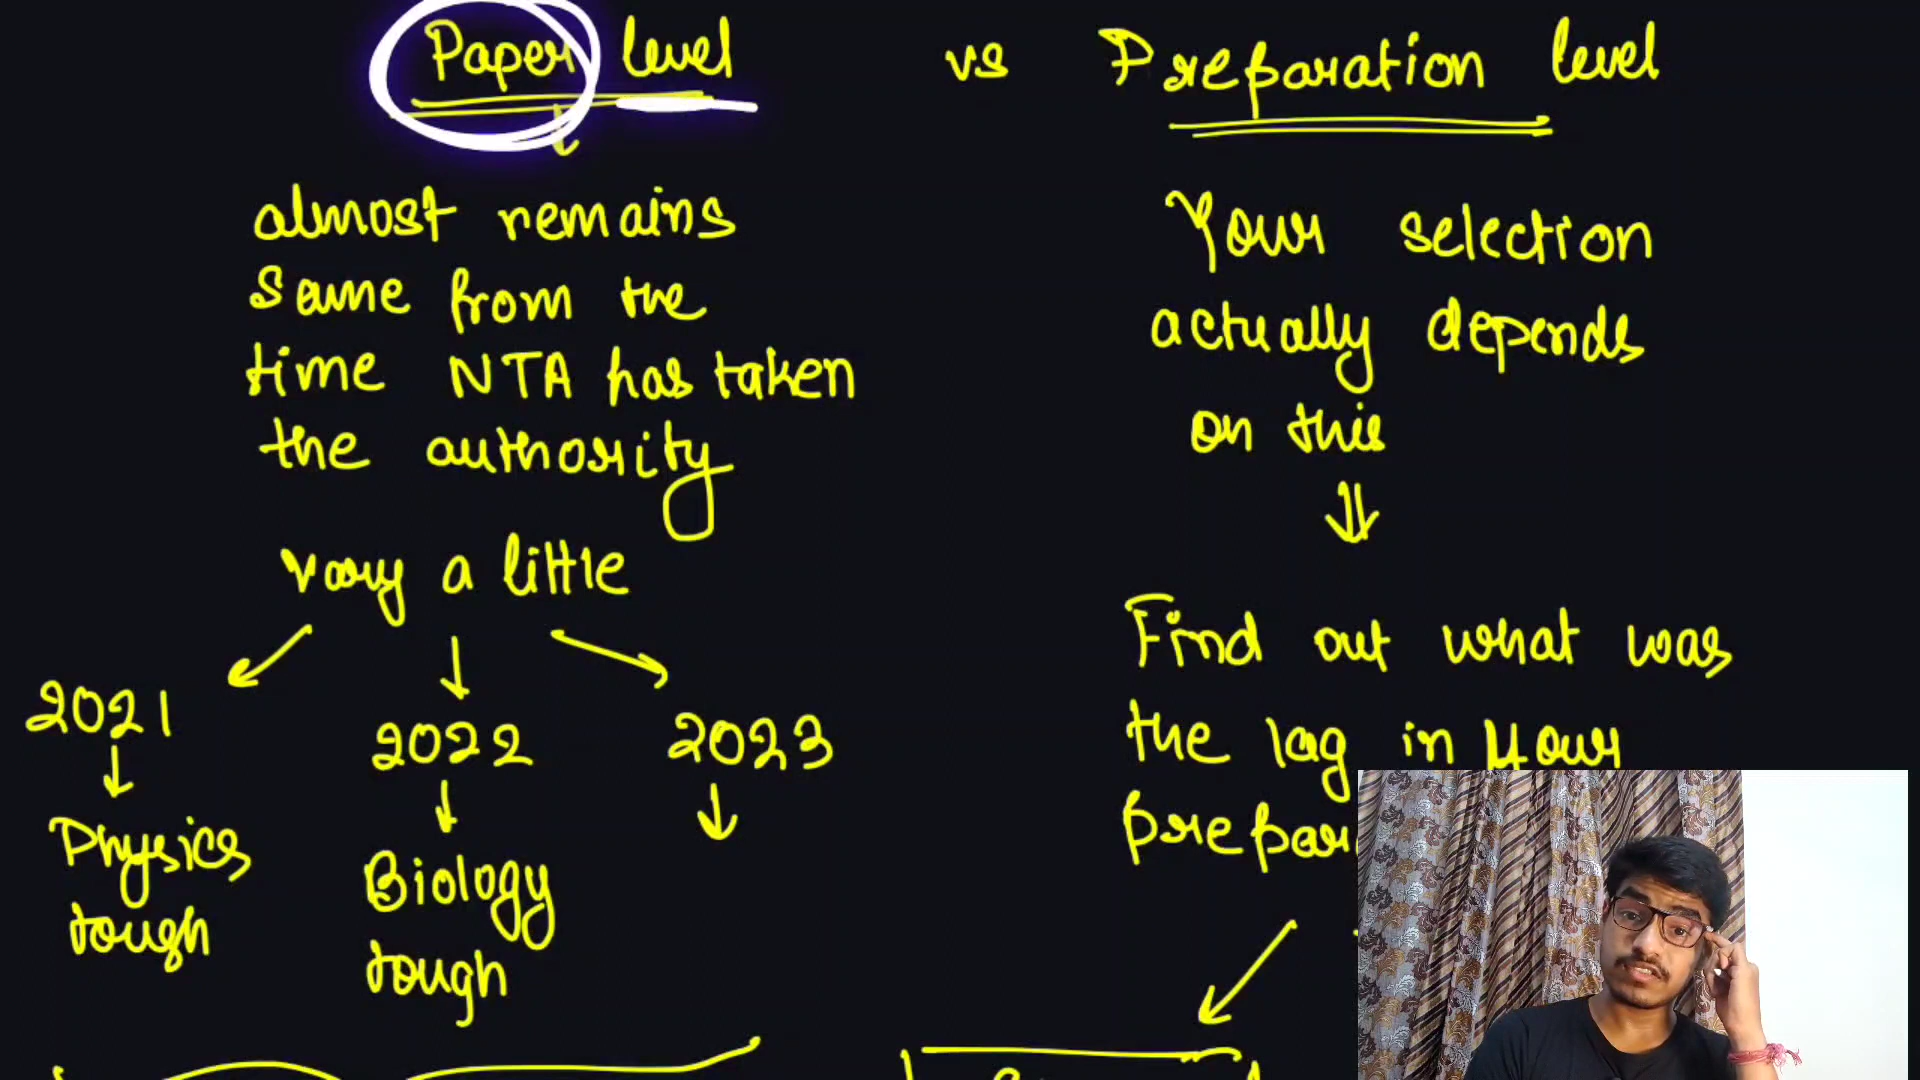 Paper level vs Preparation level
almost remains
same from the
time NTA has taken
the authority
vary a little
2021
2022
2023
Physics
tough
Biology
tough
Your selection
actually depends
on this
Find out what was
the lag in your